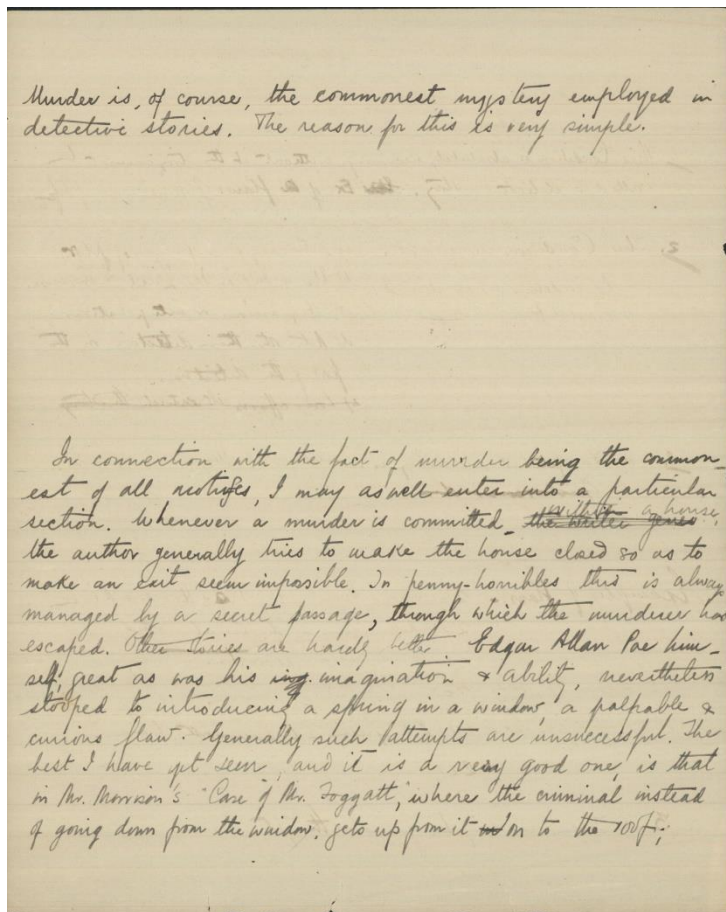 Murder is, of course, the commonest mystery employed in
detective stories. The reason for this is very simple.
In connection with the fact of murder being the common-
est of all motives, I may as well enter into a particular
section. Whenever a murder is committed within a house,
the author generally tries to make the house closed so as to
make an exit seem impossible. In penny-horribles this is always
managed by a secret passage, through which the murderer has
escaped. Other stories are hardly better. Edgar Allan Poe him-
self, great as was his imagination & ability, nevertheless
stooped to introducing a spring in a window, a palpable &
curious flaw. Generally such attempts are unsuccessful. The
best I have yet seen, and it is a very good one, is that
in Mr. Morrison's "Case of Mr. Foggatt," where the criminal instead
of going down from the window, gets up from it on to the roof;